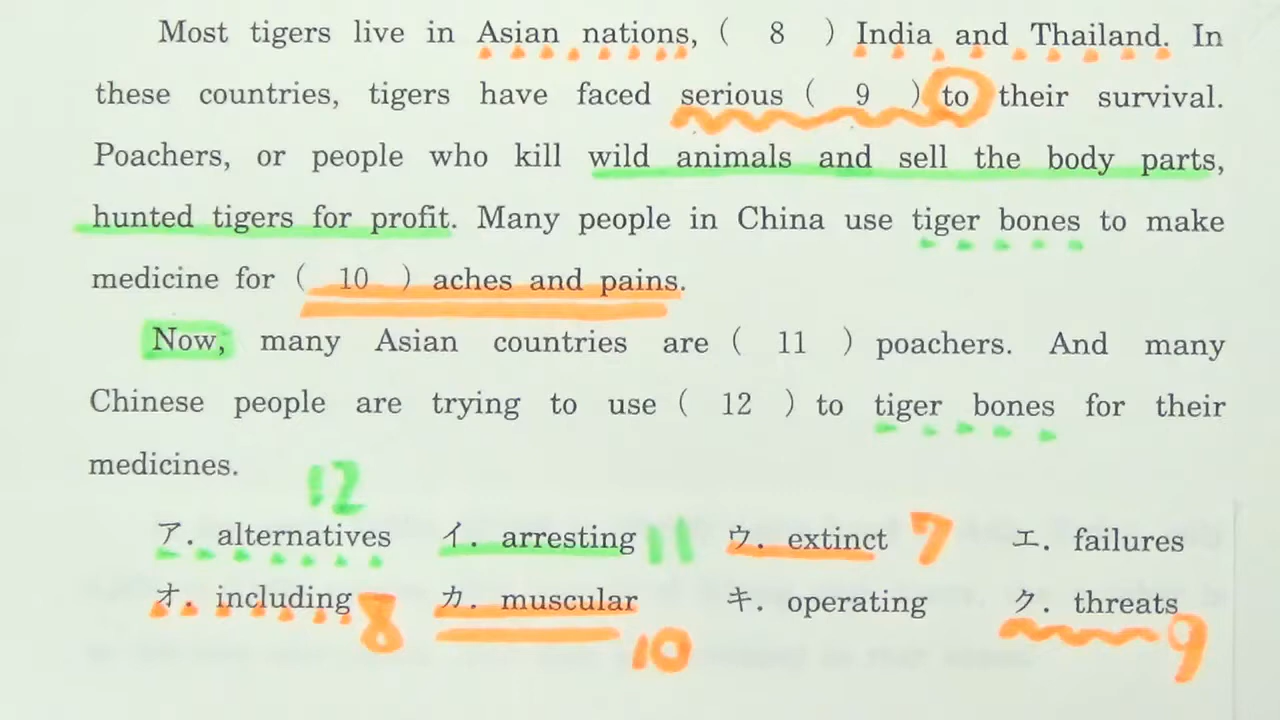 Most tigers live in Asian nations, ( 8 ) India and Thailand. In
these countries, tigers have faced serious ( 9 ) to their survival.
Poachers, or people who kill wild animals and sell the body parts,
hunted tigers for profit. Many people in China use tiger bones to make
medicine for ( 10 ) aches and pains.
Now, many Asian countries are ( 11 ) poachers. And many
Chinese people are trying to use ( 12 ) to tiger bones for their
medicines.
12
ア. alternatives イ. arresting 11 ウ. extinct 7 エ. failures
オ. including 8 カ. muscular 10 キ. operating ク. threats 9